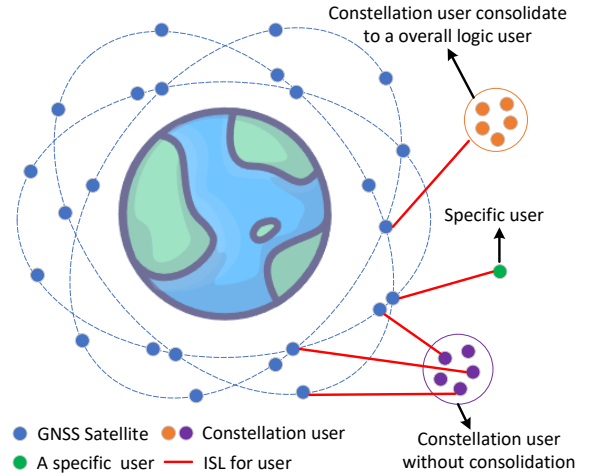 Constellation user consolidate
to a overall logic user
Specific user
Constellation user
without consolidation
GNSS Satellite
Constellation user
A specific user
ISL for user